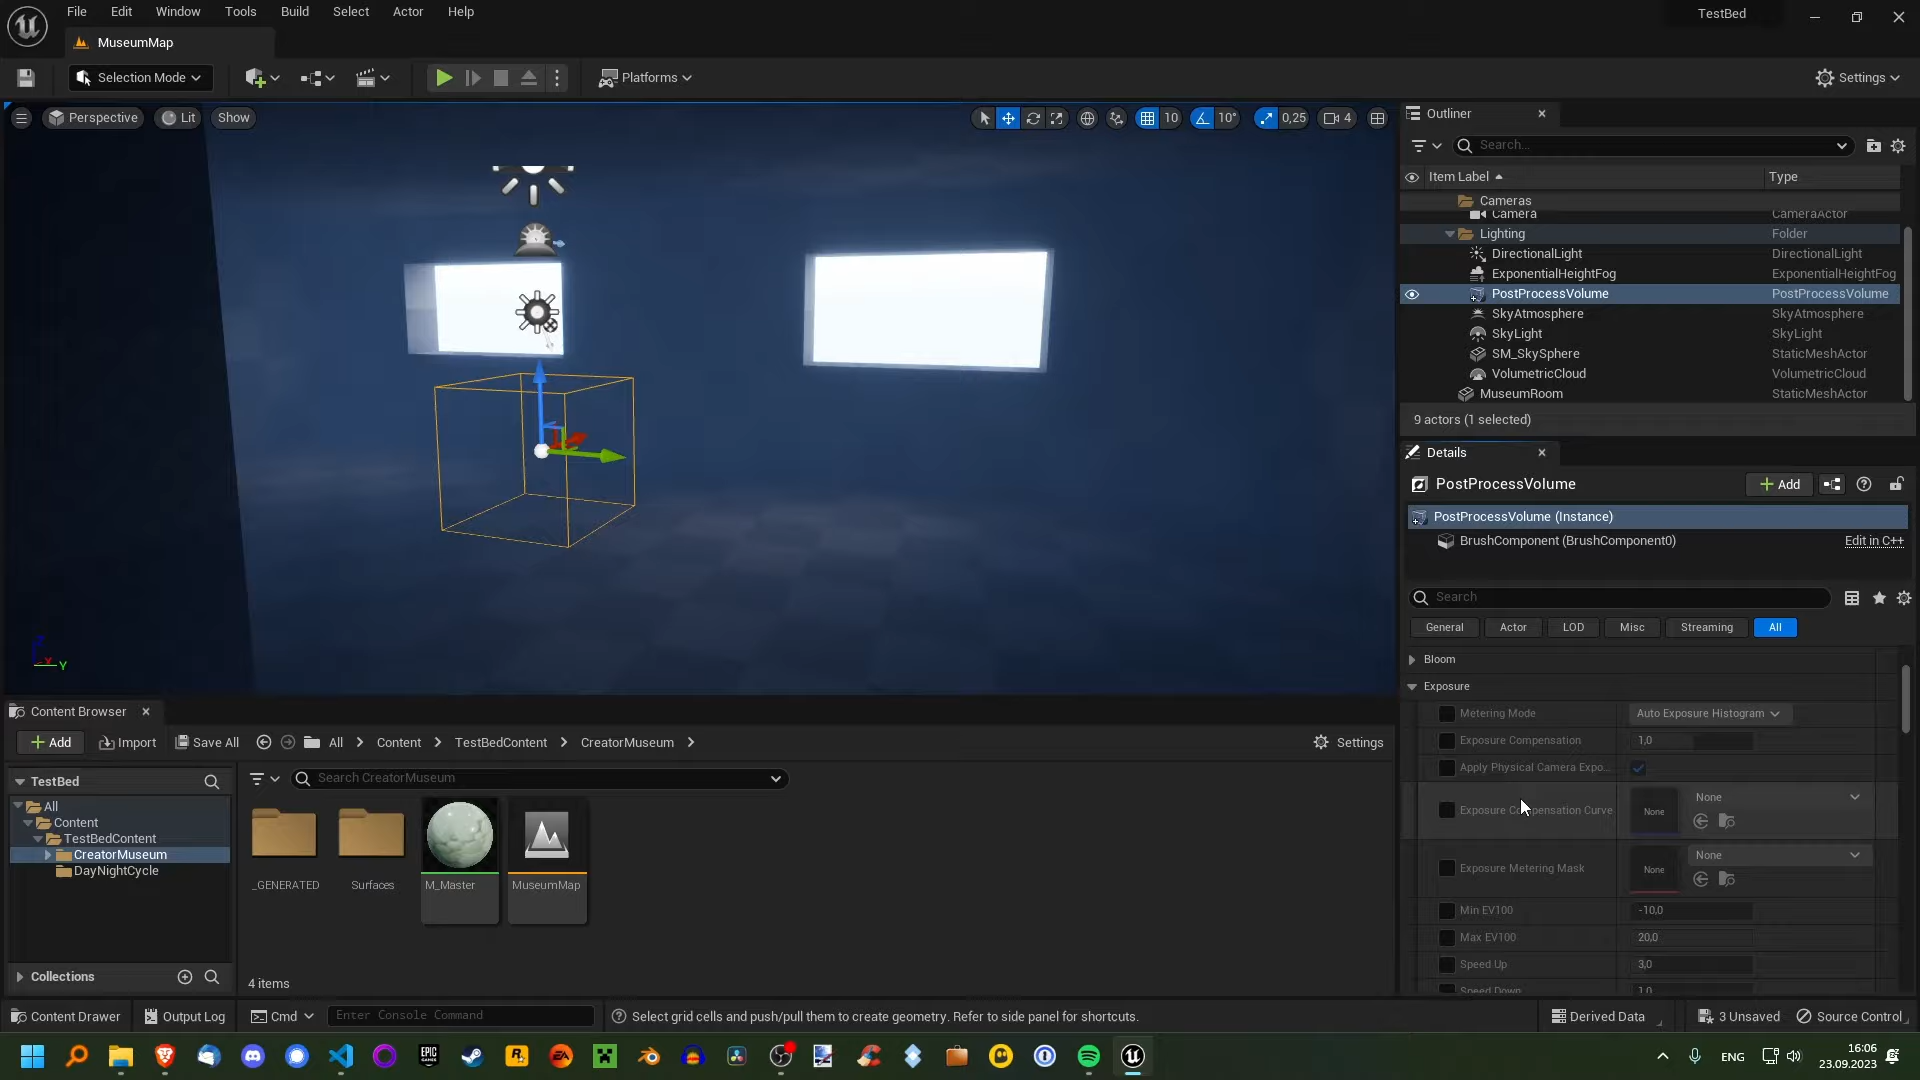 File Edit Window Tools Build Select Actor Help
TestBed
MuseumMap
Selection Mode
Platforms
Settings
Perspective
Lit
Show
10
10°
0,25
4
Outliner
Search...
Item Label
Type
Cameras
Camera CameraActor
Lighting Folder
DirectionalLight DirectionalLight
ExponentialHeightFog ExponentialHeightFog
PostProcessVolume PostProcessVolume
SkyAtmosphere SkyAtmosphere
SkyLight SkyLight
SM_SkySphere StaticMeshActor
VolumetricCloud VolumetricCloud
MuseumRoom StaticMeshActor
9 actors (1 selected)
Details
PostProcessVolume
Add
PostProcessVolume (Instance)
BrushComponent (BrushComponent0)
Edit in C++
Search
General Actor LOD Misc Streaming All
Bloom
Exposure
Metering Mode Auto Exposure Histogram
Exposure Compensation 1,0
Apply Physical Camera Expo...
Exposure Compensation Curve None None
Exposure Metering Mask None None
Min EV100 -10,0
Max EV100 20,0
Speed Up 3,0
Speed Down 1,0
X Y
Content Browser
Add Import Save All All Content TestBedContent CreatorMuseum Settings
TestBed
Search CreatorMuseum
All
Content
TestBedContent
CreatorMuseum
DayNightCycle
_GENERATED
Surfaces
M_Master
MuseumMap
Collections
4 items
Content Drawer
Output Log
Cmd
Enter Console Command
Select grid cells and push/pull them to create geometry. Refer to side panel for shortcuts.
Derived Data
3 Unsaved
Source Control
EPIC GAMES
R
EA
ENG
16:06
23.09.2023